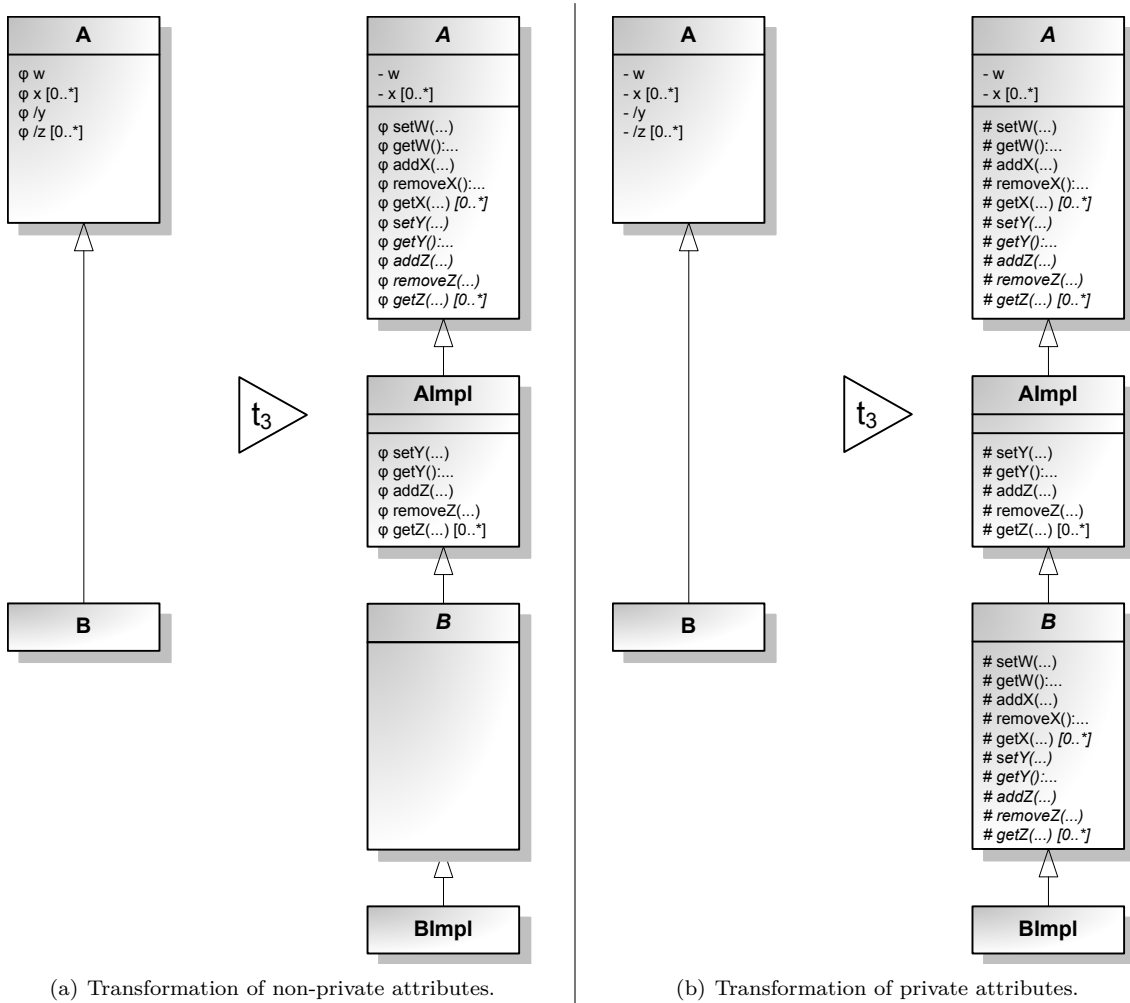 A
φ w
φ x [0..*]
φ /y
φ /z [0..*]
B
t3
A
- w
- x [0..*]
φ setW(...)
φ getW():...
φ addX(...)
φ removeX():...
φ getX(...) [0..*]
φ setY(...)
φ getY():...
φ addZ(...)
φ removeZ(...)
φ getZ(...) [0..*]
AImpl
φ setY(...)
φ getY():...
φ addZ(...)
φ removeZ(...)
φ getZ(...) [0..*]
B
BImpl
(a) Transformation of non-private attributes.
A
- w
- x [0..*]
- /y
- /z [0..*]
B
t3
A
- w
- x [0..*]
# setW(...)
# getW():...
# addX(...)
# removeX():...
# getX(...) [0..*]
# setY(...)
# getY():...
# addZ(...)
# removeZ(...)
# getZ(...) [0..*]
AImpl
# setY(...)
# getY():...
# addZ(...)
# removeZ(...)
# getZ(...) [0..*]
B
# setW(...)
# getW():...
# addX(...)
# removeX():...
# getX(...) [0..*]
# setY(...)
# getY():...
# addZ(...)
# removeZ(...)
# getZ(...) [0..*]
BImpl
(b) Transformation of private attributes.